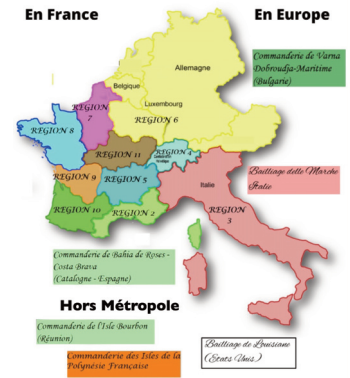 En France
En Europe
Commanderie de Varna
Dobroudja-Maritime
(Bulgarie)
Allemagne
Belgique
Luxembourg
REGION
7
REGION 6
REGION 8
REGION 11
REGION 4
REGION 9
REGION 5
Bailliage delle Marche
Italie
Italie
REGION 10
REGION 2
REGION
3
Commanderie de Bahia de Roses -
Costa Brava
(Catalogne - Espagne)
Hors Métropole
Commanderie de l'Isle Bourbon
(Réunion)
Bailliage de Louisiane
(Etats Unis.)
Commanderie des Isles de la
Polynésie Française